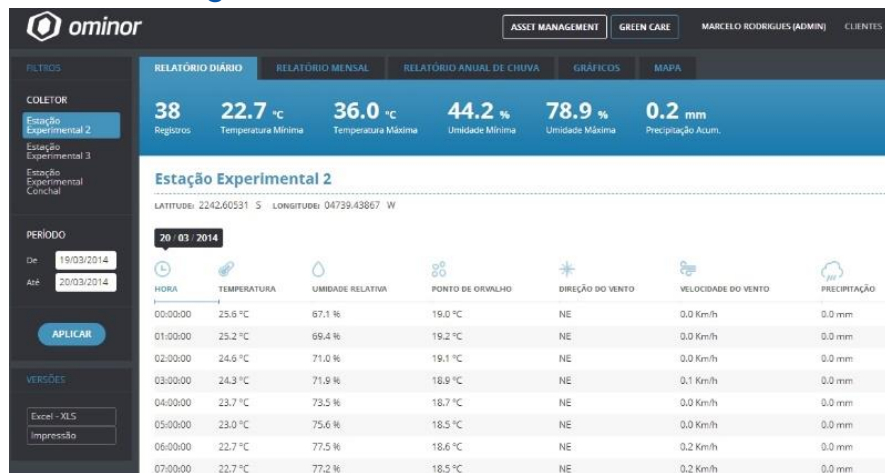 ominor
ASSET MANAGEMENT GREEN CARE MARCELO RODRIGUES (ADMIN) CLIENTES
FILTROS
RELATÓRIO DIÁRIO RELATÓRIO MENSAL RELATÓRIO ANUAL DE CHUVA GRÁFICOS MAPA
COLETOR
Estação
Experimental 2
Estação
Experimental 3
Estação
Experimental
Conchal
38 22.7 °C 36.0 °C 44.2 % 78.9 % 0.2 mm
Registros Temperatura Mínima Temperatura Máxima Umidade Mínima Umidade Máxima Precipitação Acum.
Estação Experimental 2
LATITUDE: 2242.60531 S LONGITUDE: 04739.43867 W
PERÍODO
De 19/03/2014
Até 20/03/2014
APLICAR
VERSÕES
Excel - XLS
Impressão
20 / 03 / 2014
HORA TEMPERATURA UMIDADE RELATIVA PONTO DE ORVALHO DIREÇÃO DO VENTO VELOCIDADE DO VENTO PRECIPITAÇÃO
00:00:00 25.6 °C 67.1 % 19.0 °C NE 0.0 Km/h 0.0 mm
01:00:00 25.2 °C 69.4 % 19.2 °C NE 0.0 Km/h 0.0 mm
02:00:00 24.6 °C 71.0 % 19.1 °C NE 0.0 Km/h 0.0 mm
03:00:00 24.3 °C 71.9 % 18.9 °C NE 0.1 Km/h 0.0 mm
04:00:00 23.7 °C 73.5 % 18.7 °C NE 0.0 Km/h 0.0 mm
05:00:00 23.0 °C 75.6 % 18.5 °C NE 0.0 Km/h 0.0 mm
06:00:00 22.7 °C 77.5 % 18.6 °C NE 0.2 Km/h 0.0 mm
07:00:00 22.7 °C 77.2 % 18.5 °C NE 0.2 Km/h 0.0 mm